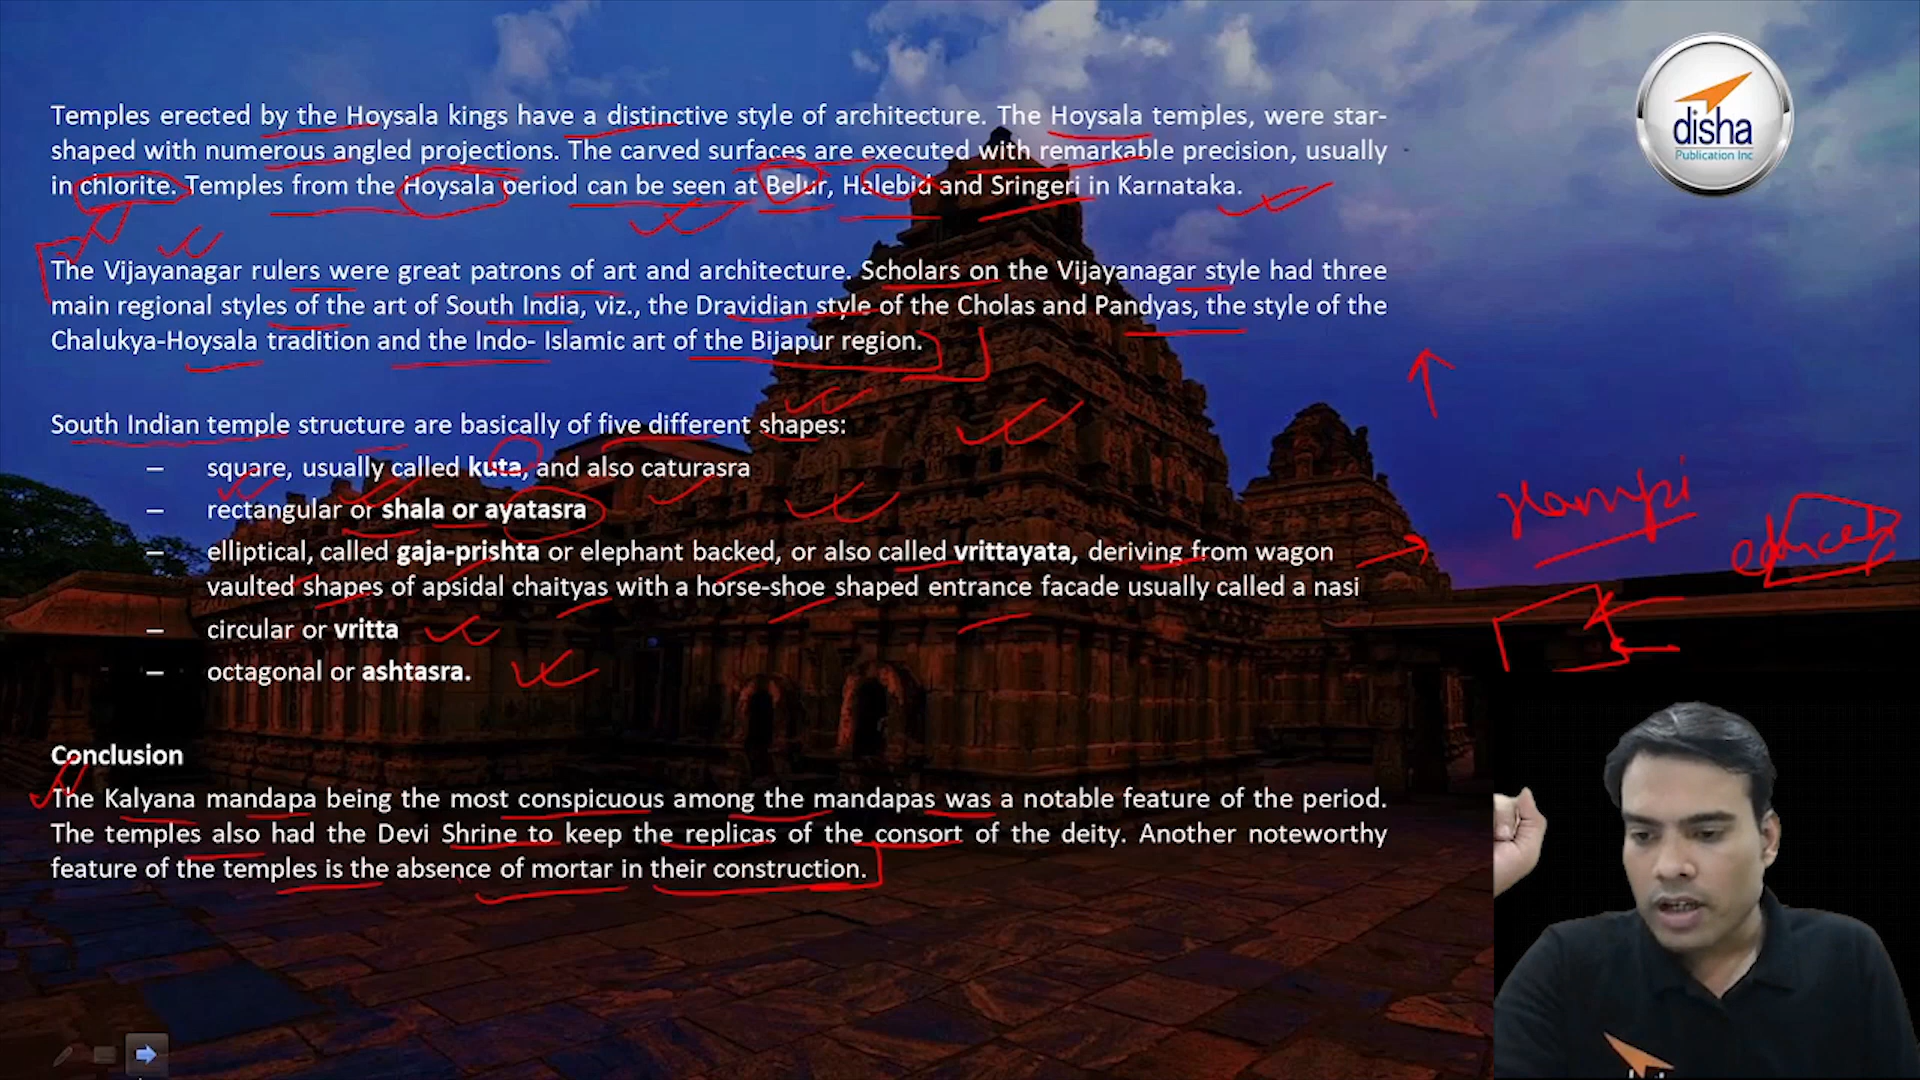 disha
Publication Inc
Temples erected by the Hoysala kings have a distinctive style of architecture. The Hoysala temples, were star-
shaped with numerous angled projections. The carved surfaces are executed with remarkable precision, usually
in chlorite. Temples from the Hoysala period can be seen at Belur, Halebid and Sringeri in Karnataka.
The Vijayanagar rulers were great patrons of art and architecture. Scholars on the Vijayanagar style had three
main regional styles of the art of South India, viz., the Dravidian style of the Cholas and Pandyas, the style of the
Chalukya-Hoysala tradition and the Indo- Islamic art of the Bijapur region.
South Indian temple structure are basically of five different shapes:
– square, usually called kuta, and also caturasra
– rectangular or shala or ayatasra
– elliptical, called gaja-prishta or elephant backed, or also called vrittayata, deriving from wagon
vaulted shapes of apsidal chaityas with a horse-shoe shaped entrance facade usually called a nasi
– circular or vritta
– octagonal or ashtasra.
Hampi
Conclusion
The Kalyana mandapa being the most conspicuous among the mandapas was a notable feature of the period.
The temples also had the Devi Shrine to keep the replicas of the consort of the deity. Another noteworthy
feature of the temples is the absence of mortar in their construction.